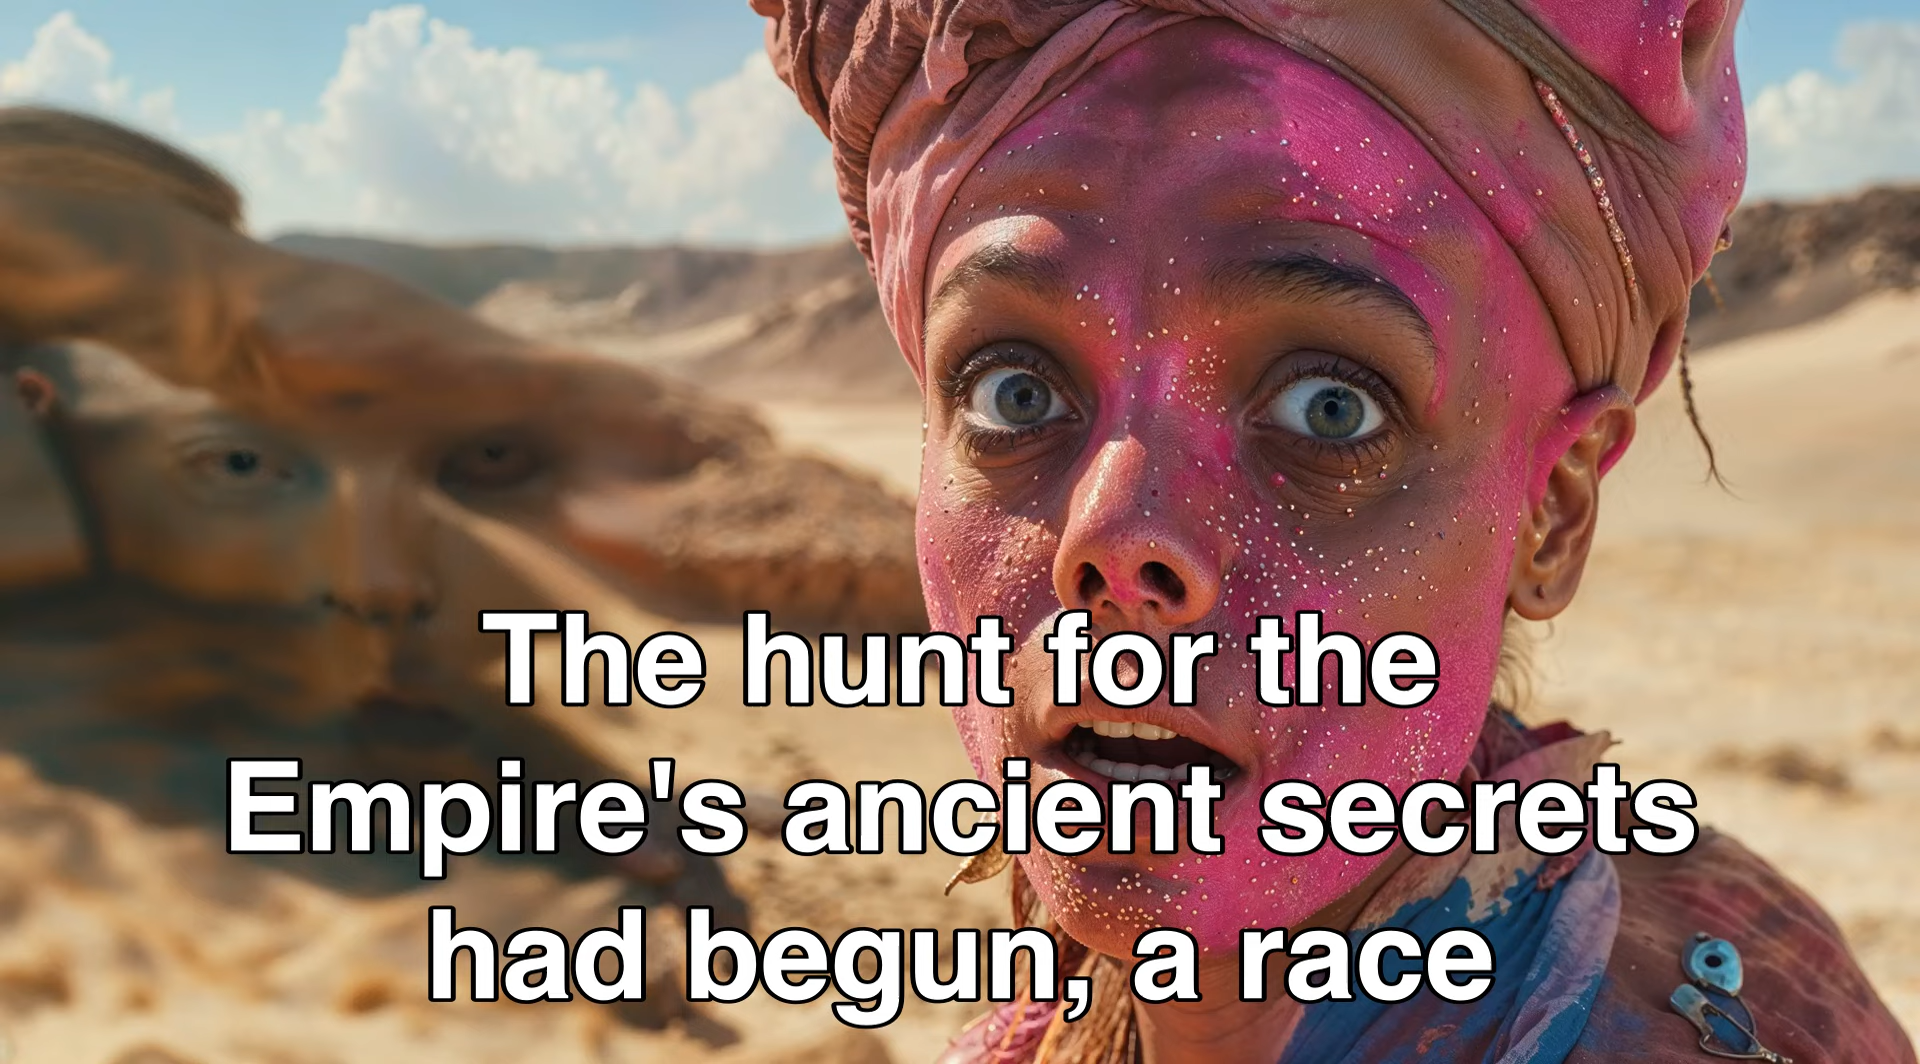 The hunt for the
Empire's ancient secrets
had begun, a race